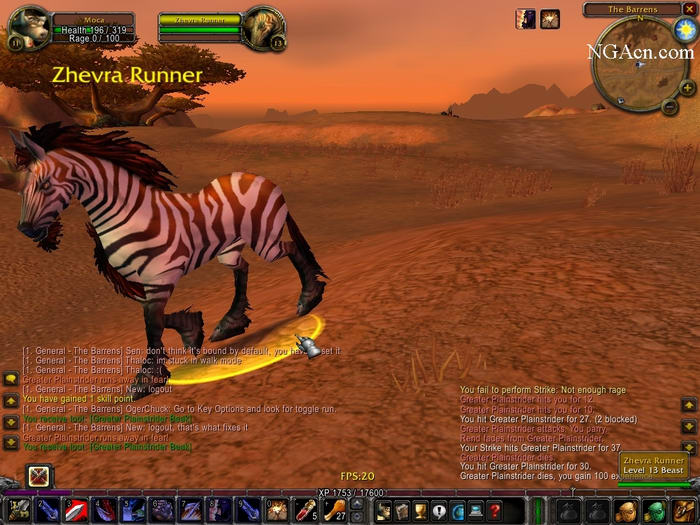 Moca
Health 196 / 319
Rage 0 / 100
11
Zhevra Runner
13
The Barrens
N
NGAcn.com
Zhevra Runner
[1. General - The Barrens] Sen: don't think it's bound by default, you have set it
[1. General - The Barrens] Thaloc: im stuck in walk mode
[1. General - The Barrens] Thaloc: :(
Greater Plainstrider runs away in fear!
[1. General - The Barrens] New: logout
You have gained 1 skill point.
[1. General - The Barrens] OgerChuck: Go to Key Options and look for toggle run.
You receive loot: [Greater Plainstrider Beak]
[1. General - The Barrens] New: logout, that's what fixes it
Greater Plainstrider runs away in fear!
You receive loot: [Greater Plainstrider Beak]
You fail to perform Strike: Not enough rage
Greater Plainstrider hits you for 12.
Greater Plainstrider hits you for 10.
You hit Greater Plainstrider for 27. (2 blocked)
Greater Plainstrider attacks. You parry.
Rend fades from Greater Plainstrider.
Your Strike hits Greater Plainstrider for 37
Greater Plainstrider dies.
You hit Greater Plainstrider for 30.
Greater Plainstrider dies, you gain 100
Zhevra Runner
Level 13 Beast
FPS:20
XP 1753 / 17600
5
27